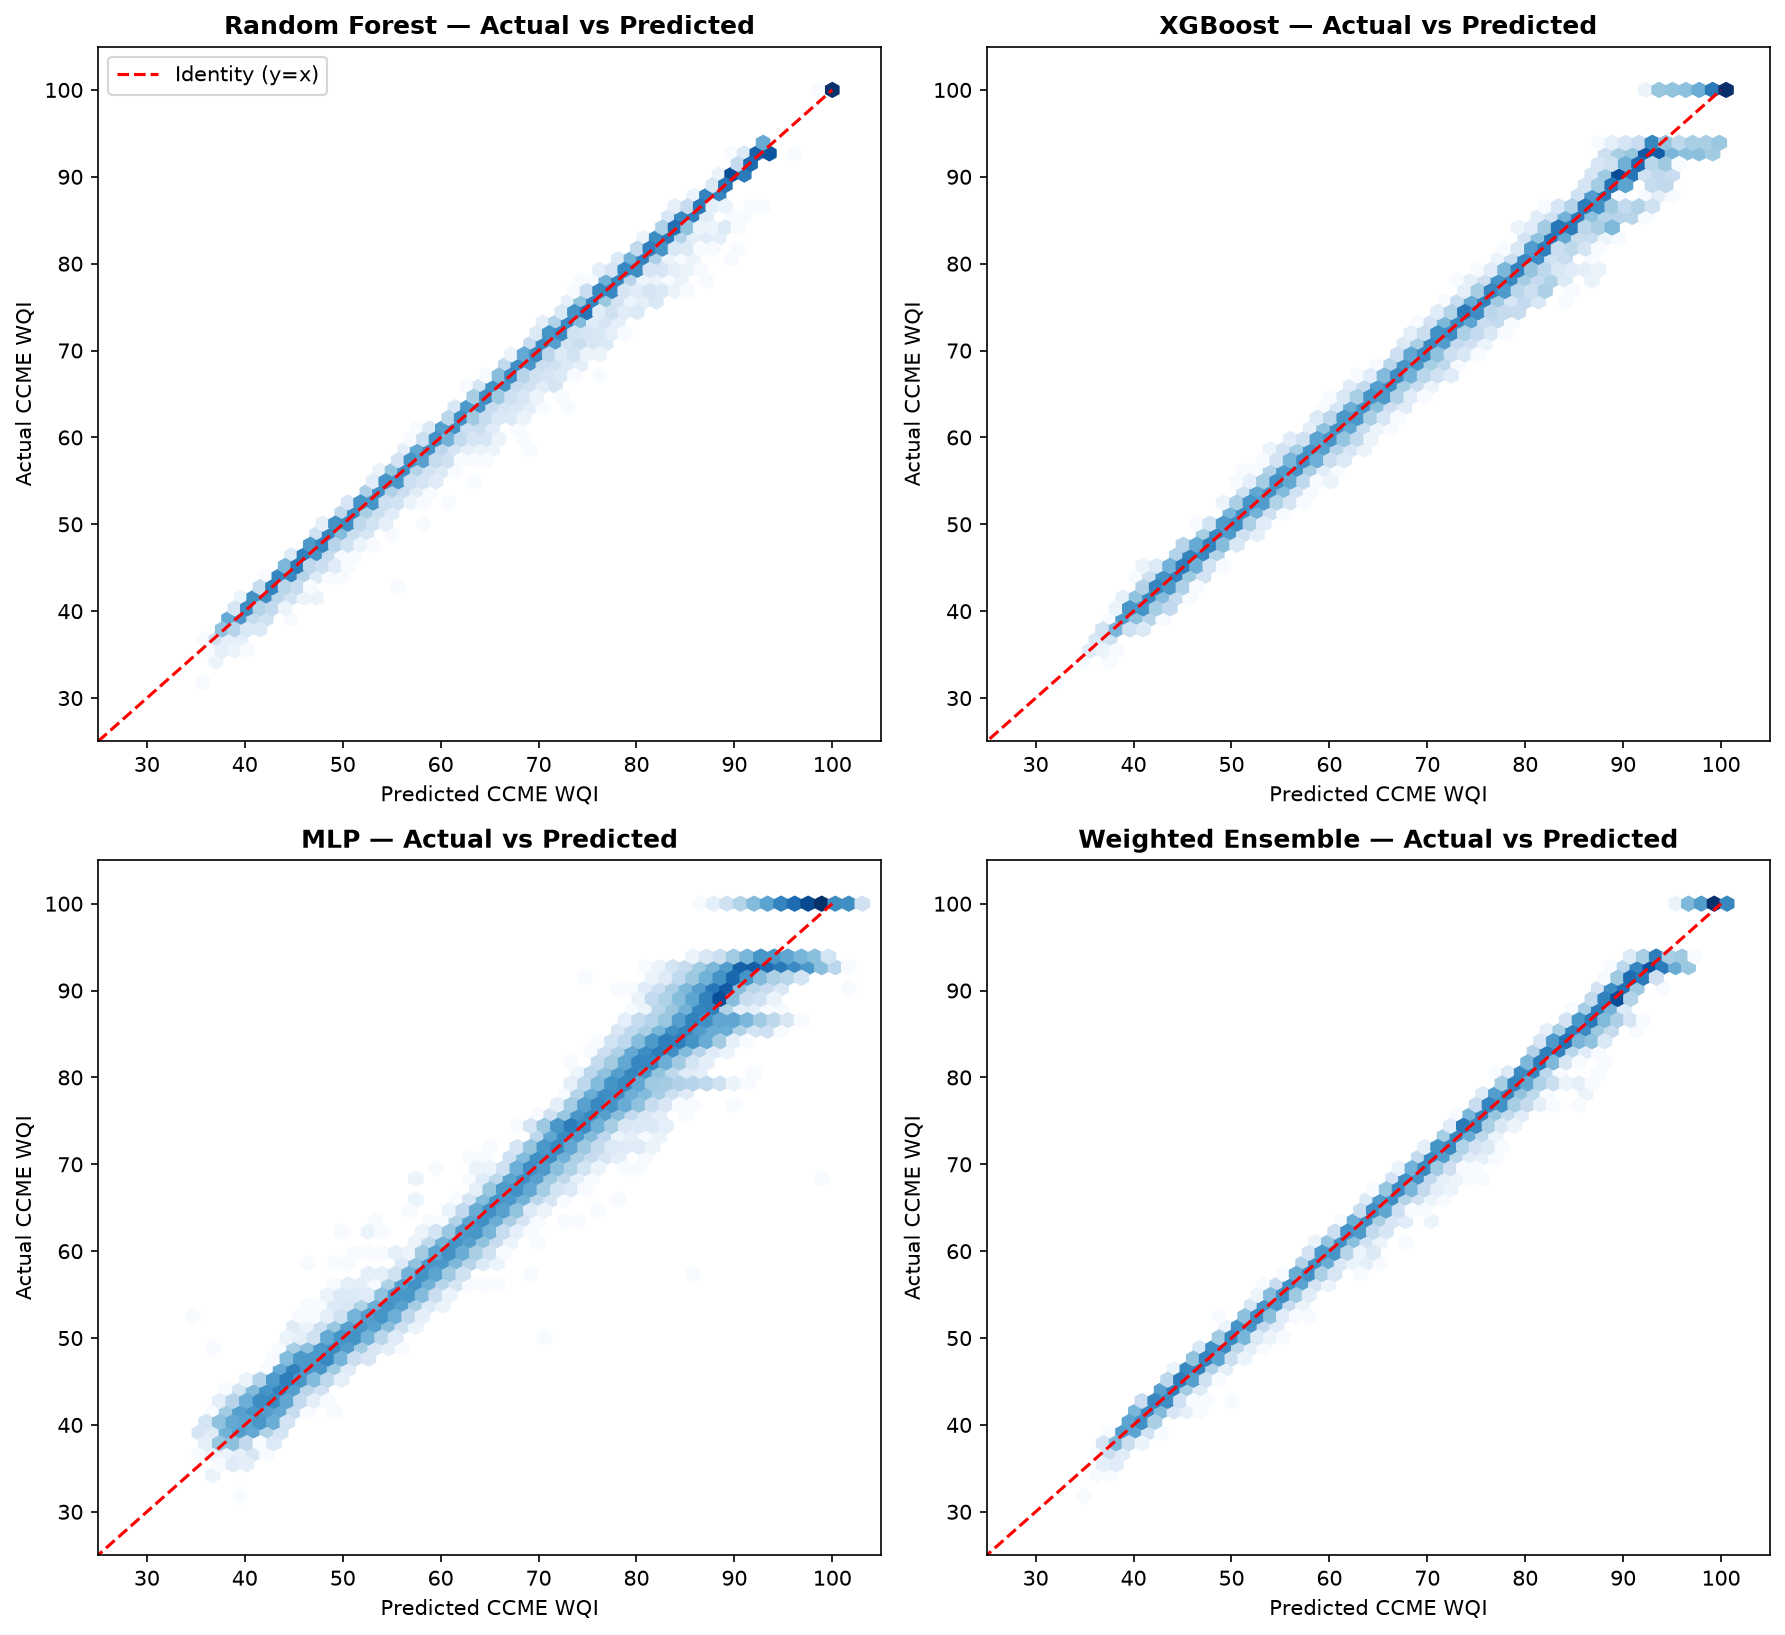 Random Forest — Actual vs Predicted
Identity (y=x)
100
90
80
70
60
50
40
30
Actual CCME WQI
30 40 50 60 70 80 90 100
Predicted CCME WQI
XGBoost — Actual vs Predicted
100
90
80
70
60
50
40
30
Actual CCME WQI
30 40 50 60 70 80 90 100
Predicted CCME WQI
MLP — Actual vs Predicted
100
90
80
70
60
50
40
30
Actual CCME WQI
30 40 50 60 70 80 90 100
Predicted CCME WQI
Weighted Ensemble — Actual vs Predicted
100
90
80
70
60
50
40
30
Actual CCME WQI
30 40 50 60 70 80 90 100
Predicted CCME WQI